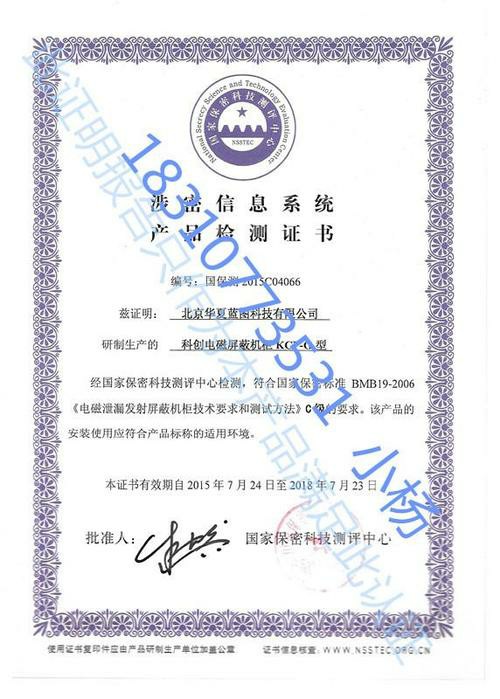 WWW.NSSTEC.ORG.CN
National Secrecy Science and Technology Evaluation Center
国家保密科技测评中心
NSSTEC
涉密信息系统
产品检测证书
编号：国保测 2015C04066
兹证明： 北京华夏蓝图科技有限公司
研制生产的 科创电磁屏蔽机柜 型
经国家保密科技测评中心检测，符合国家保密标准 BMB19-2006
《电磁泄漏发射屏蔽机柜技术要求和测试方法》C级的要求。该产品的
安装使用应符合产品标称的适用环境。
本证书有效期自 2015 年 7 月 24 日至 2018 年 7 月 23 日
批准人： 国家保密科技测评中心
WWW.NSSTEC.ORG.CN
使用证书复印件应由产品研制生产单位加盖公章 证书信息核查：WWW.NSSTEC.ORG.CN
18310773531 小杨
此证明报告只作为本产品满足此认证